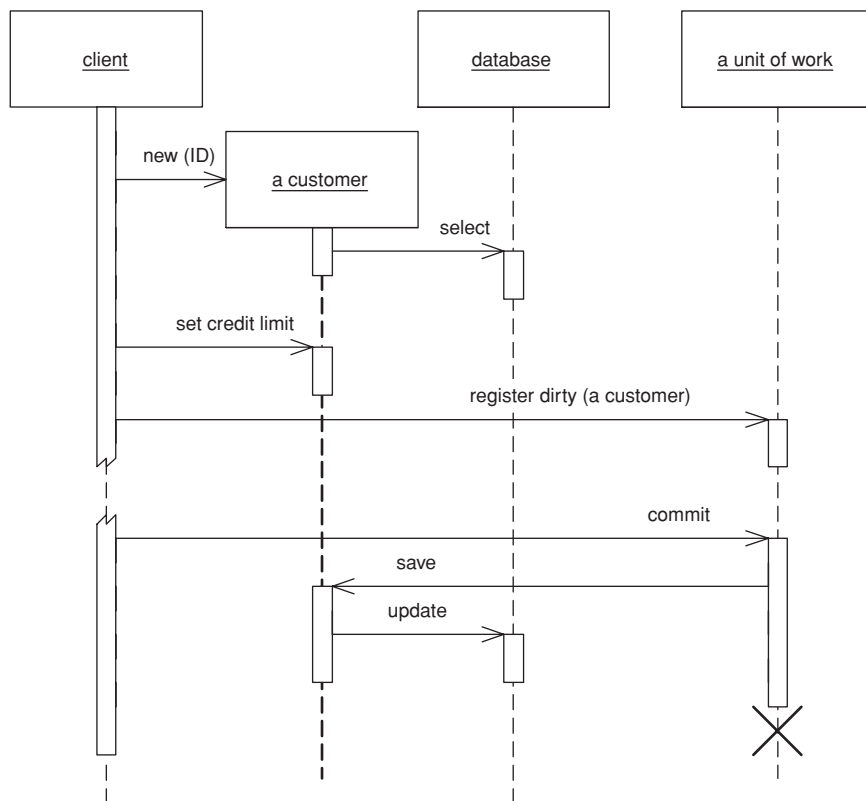 client
database
a unit of work
new (ID)
a customer
select
set credit limit
register dirty (a customer)
commit
save
update